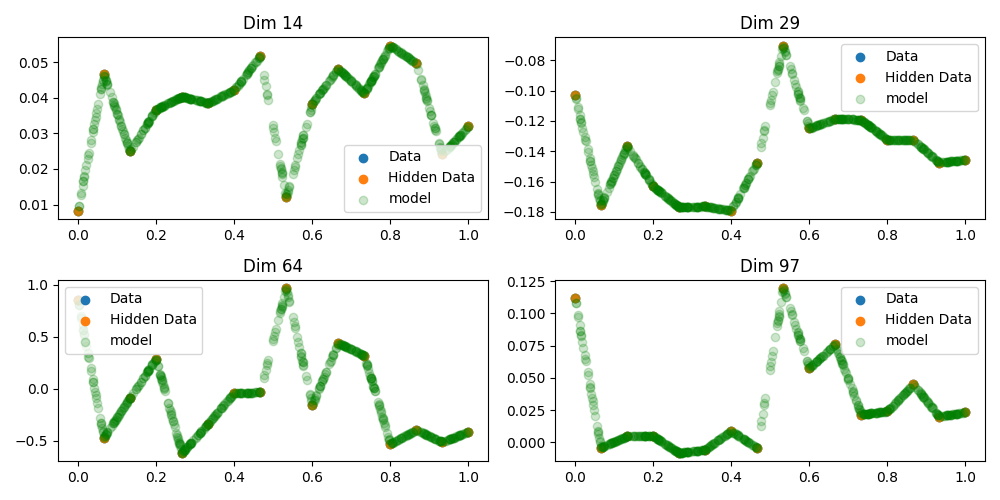 Dim 14
0.05
0.04
0.03
0.02
0.01
0.0 0.2 0.4 0.6 0.8 1.0
Data
Hidden Data
model
Dim 29
−0.08
−0.10
−0.12
−0.14
−0.16
−0.18
0.0 0.2 0.4 0.6 0.8 1.0
Data
Hidden Data
model
Dim 64
1.0
0.5
0.0
−0.5
0.0 0.2 0.4 0.6 0.8 1.0
Data
Hidden Data
model
Dim 97
0.125
0.100
0.075
0.050
0.025
0.000
0.0 0.2 0.4 0.6 0.8 1.0
Data
Hidden Data
model